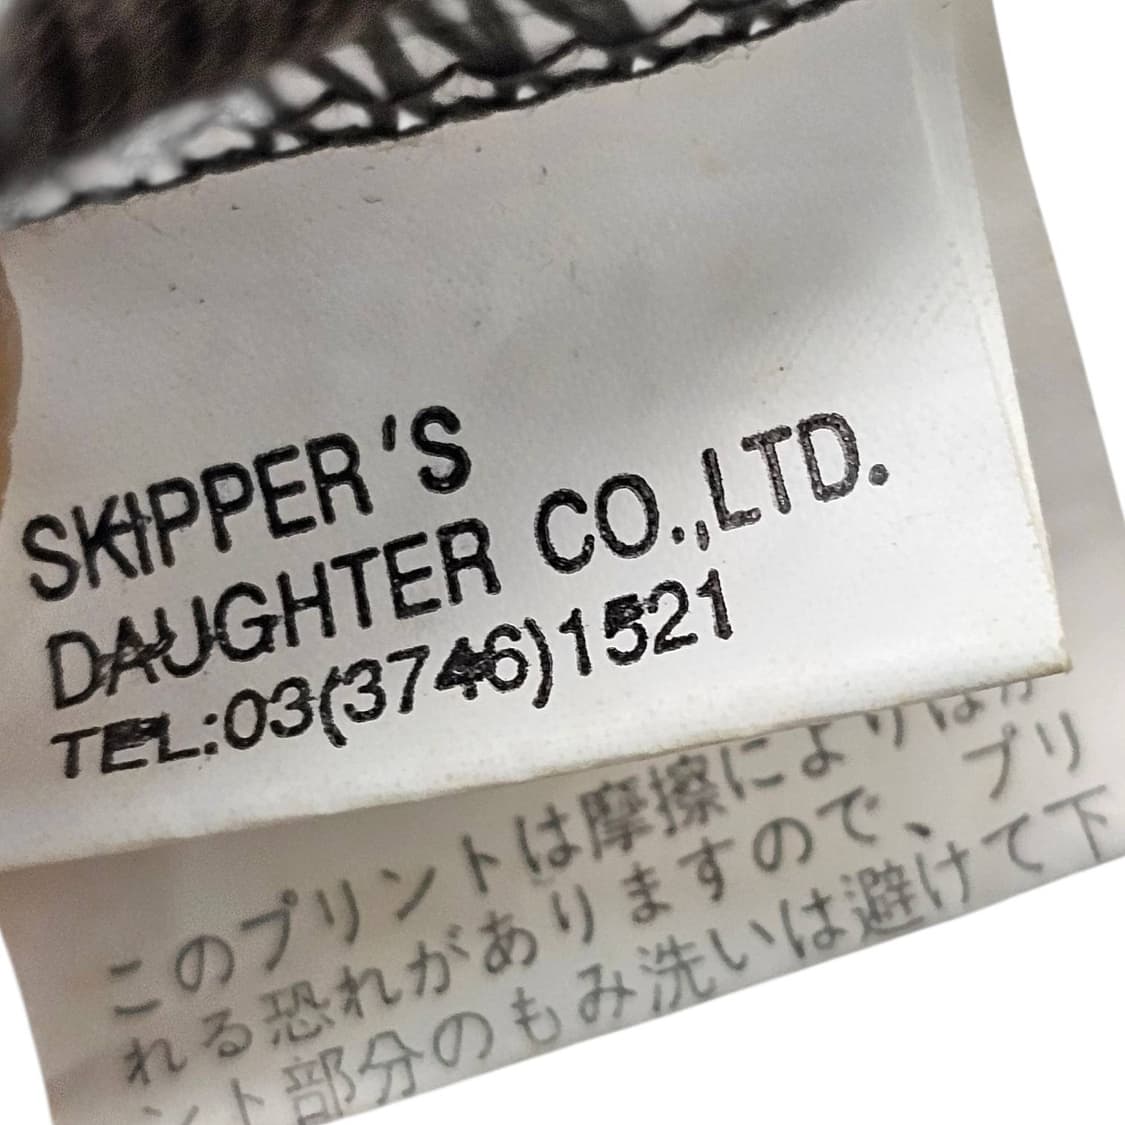 SKIPPER'S
DAUGHTER CO.,LTD.
TEL:03(3746)1521
このプリントは摩擦によりはが
れる恐れがありますので、プリ
ント部分のもみ洗いは避けて下